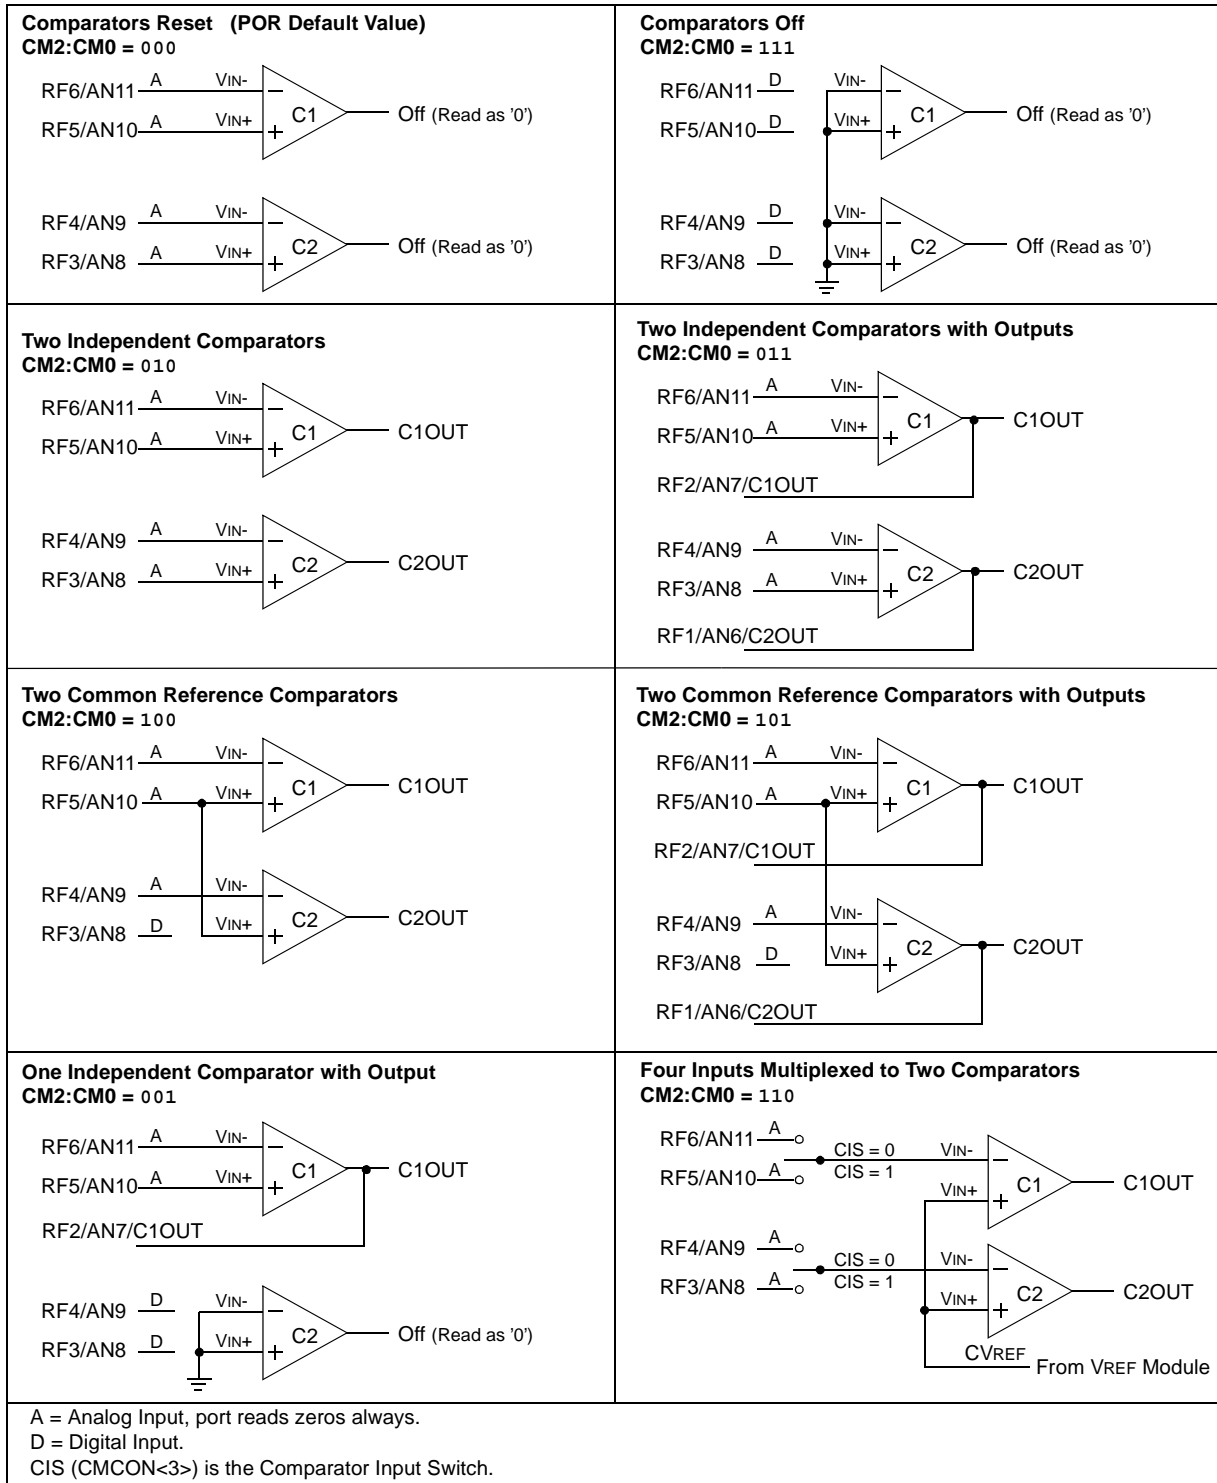 Comparators Reset (POR Default Value)
CM2:CM0 = 000
RF6/AN11 A VIN-
RF5/AN10 A VIN+
- + C1 Off (Read as '0')
RF4/AN9 A VIN-
RF3/AN8 A VIN+
- + C2 Off (Read as '0')
Comparators Off
CM2:CM0 = 111
RF6/AN11 D VIN-
RF5/AN10 D VIN+
- + C1 Off (Read as '0')
RF4/AN9 D VIN-
RF3/AN8 D VIN+
- + C2 Off (Read as '0')
Two Independent Comparators
CM2:CM0 = 010
RF6/AN11 A VIN-
RF5/AN10 A VIN+
- + C1 C1OUT
RF4/AN9 A VIN-
RF3/AN8 A VIN+
- + C2 C2OUT
Two Independent Comparators with Outputs
CM2:CM0 = 011
RF6/AN11 A VIN-
RF5/AN10 A VIN+
- + C1 C1OUT
RF2/AN7/C1OUT
RF4/AN9 A VIN-
RF3/AN8 A VIN+
- + C2 C2OUT
RF1/AN6/C2OUT
Two Common Reference Comparators
CM2:CM0 = 100
RF6/AN11 A VIN-
RF5/AN10 A VIN+
- + C1 C1OUT
RF4/AN9 A VIN-
RF3/AN8 D VIN+
- + C2 C2OUT
Two Common Reference Comparators with Outputs
CM2:CM0 = 101
RF6/AN11 A VIN-
RF5/AN10 A VIN+
- + C1 C1OUT
RF2/AN7/C1OUT
RF4/AN9 A VIN-
RF3/AN8 D VIN+
- + C2 C2OUT
RF1/AN6/C2OUT
One Independent Comparator with Output
CM2:CM0 = 001
RF6/AN11 A VIN-
RF5/AN10 A VIN+
- + C1 C1OUT
RF2/AN7/C1OUT
RF4/AN9 D VIN-
RF3/AN8 D VIN+
- + C2 Off (Read as '0')
Four Inputs Multiplexed to Two Comparators
CM2:CM0 = 110
RF6/AN11 A CIS = 0 VIN-
RF5/AN10 A CIS = 1 VIN+
- + C1 C1OUT
RF4/AN9 A CIS = 0 VIN-
RF3/AN8 A CIS = 1 VIN+
- + C2 C2OUT
CVREF
From VREF Module
A = Analog Input, port reads zeros always.
D = Digital Input.
CIS (CMCON<3>) is the Comparator Input Switch.